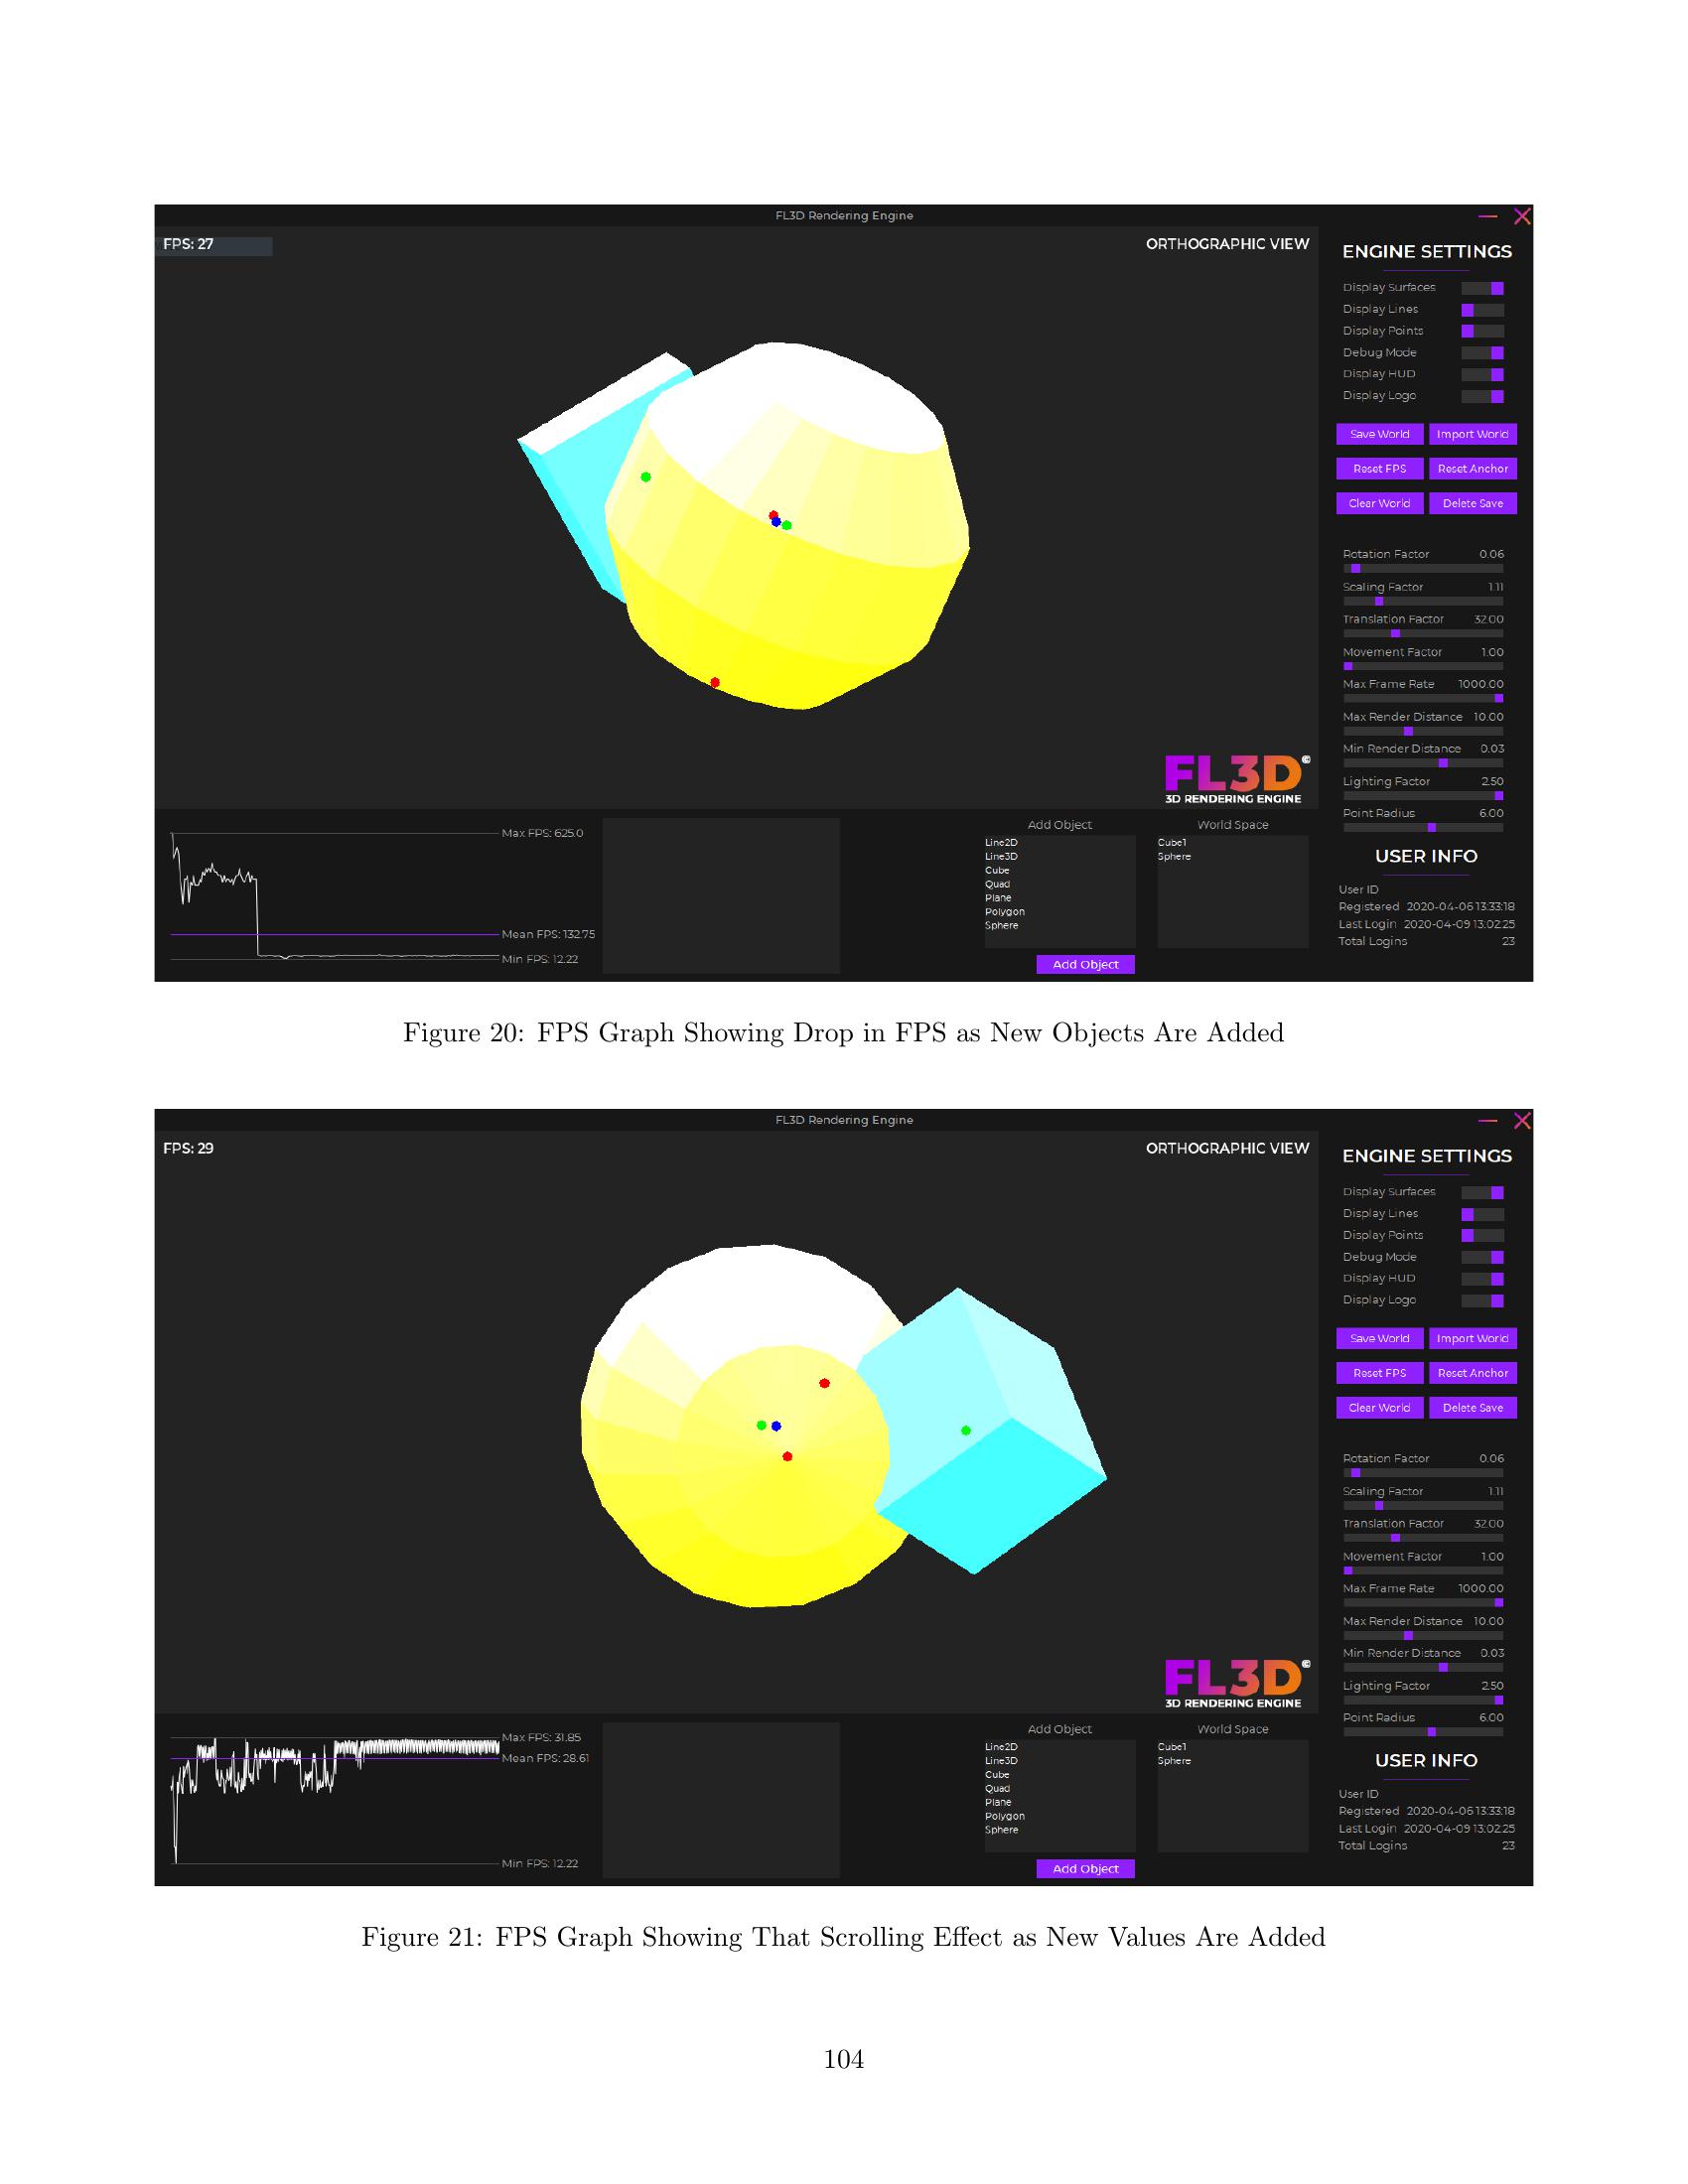 FL3D Rendering Engine
FPS: 27
ORTHOGRAPHIC VIEW
ENGINE SETTINGS
Display Surfaces
Display Lines
Display Points
Debug Mode
Display HUD
Display Logo
Save World Import World
Reset FPS Reset Anchor
Clear World Delete Save
Rotation Factor 0.06
Scaling Factor 1.11
Translation Factor 32.00
Movement Factor 1.00
Max Frame Rate 1000.00
Max Render Distance 10.00
Min Render Distance 0.03
Lighting Factor 2.50
Point Radius 6.00
FL3D©
3D RENDERING ENGINE
USER INFO
User ID
Registered 2020-04-06 13:33:18
Last Login 2020-04-09 13:02:25
Total Logins 23
Max FPS: 625.0
Mean FPS: 132.75
Min FPS: 12.22
Add Object
Line2D
Line3D
Cube
Quad
Plane
Polygon
Sphere
Add Object
World Space
Cube1
Sphere
Figure 20: FPS Graph Showing Drop in FPS as New Objects Are Added
FL3D Rendering Engine
FPS: 29
ORTHOGRAPHIC VIEW
ENGINE SETTINGS
Display Surfaces
Display Lines
Display Points
Debug Mode
Display HUD
Display Logo
Save World Import World
Reset FPS Reset Anchor
Clear World Delete Save
Rotation Factor 0.06
Scaling Factor 1.11
Translation Factor 32.00
Movement Factor 1.00
Max Frame Rate 1000.00
Max Render Distance 10.00
Min Render Distance 0.03
Lighting Factor 2.50
Point Radius 6.00
FL3D©
3D RENDERING ENGINE
USER INFO
User ID
Registered 2020-04-06 13:33:18
Last Login 2020-04-09 13:02:25
Total Logins 23
Max FPS: 31.85
Mean FPS: 28.61
Min FPS: 12.22
Add Object
Line2D
Line3D
Cube
Quad
Plane
Polygon
Sphere
Add Object
World Space
Cube1
Sphere
Figure 21: FPS Graph Showing That Scrolling Effect as New Values Are Added
104